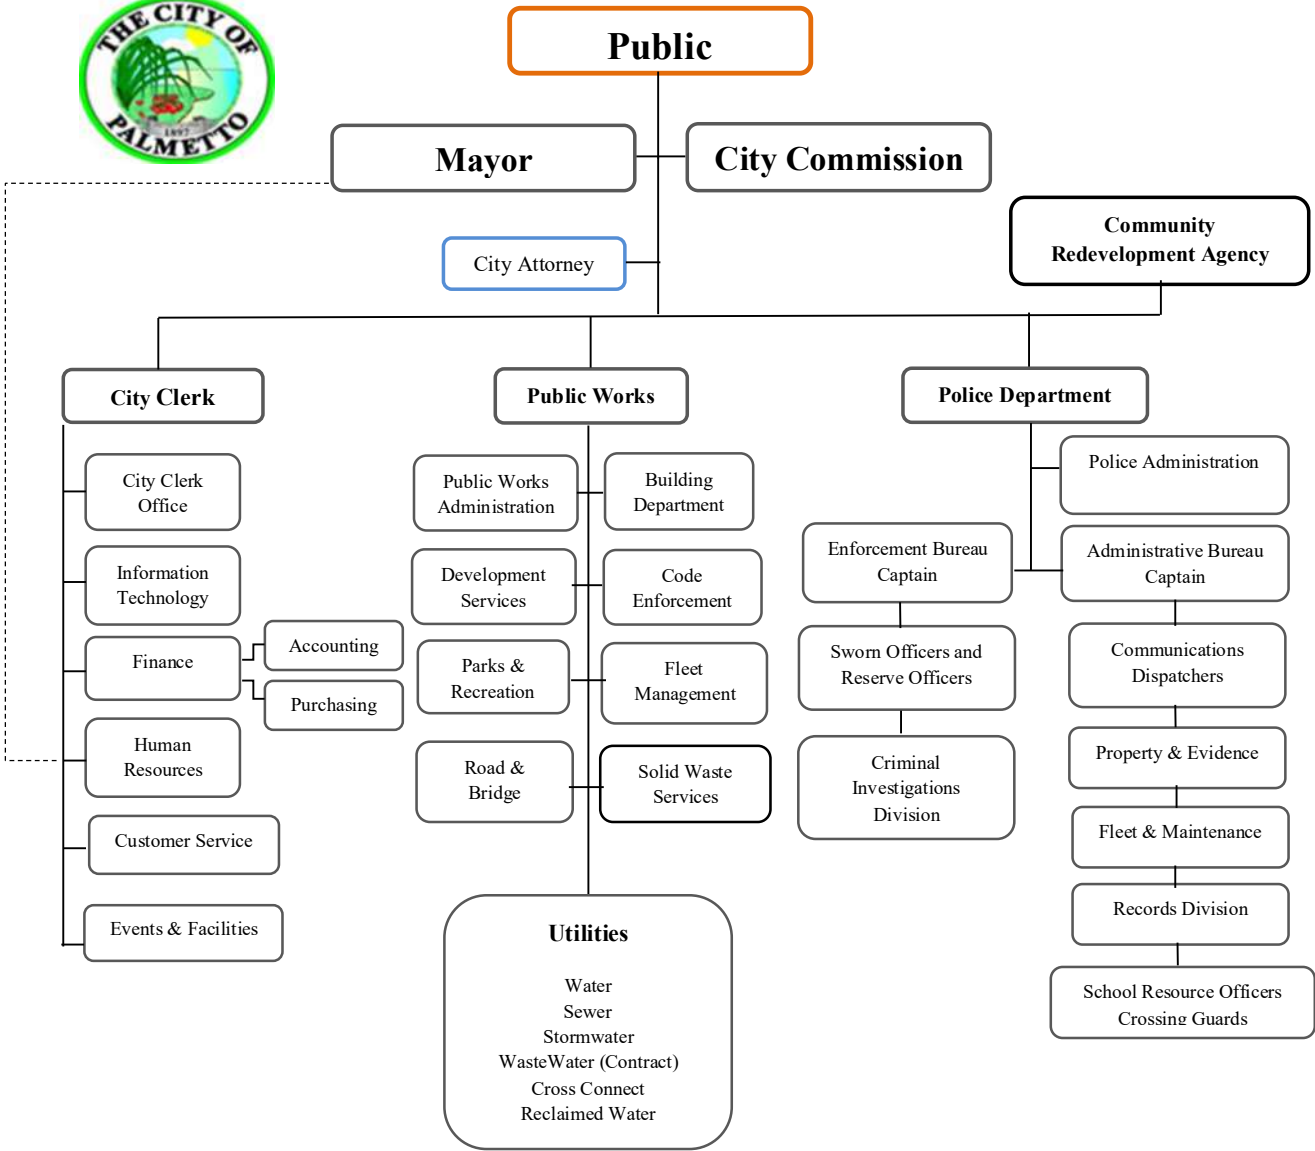 THE CITY OF
PALMETTO
1897
Public
Mayor
City Commission
City Attorney
Community
Redevelopment Agency
City Clerk
City Clerk
Office
Information
Technology
Finance
Accounting
Purchasing
Human
Resources
Customer Service
Events & Facilities
Public Works
Public Works
Administration
Building
Department
Development
Services
Code
Enforcement
Parks &
Recreation
Fleet
Management
Road &
Bridge
Solid Waste
Services
Utilities
Water
Sewer
Stormwater
WasteWater (Contract)
Cross Connect
Reclaimed Water
Police Department
Police Administration
Enforcement Bureau
Captain
Sworn Officers and
Reserve Officers
Criminal
Investigations
Division
Administrative Bureau
Captain
Communications
Dispatchers
Property & Evidence
Fleet & Maintenance
Records Division
School Resource Officers
Crossing Guards